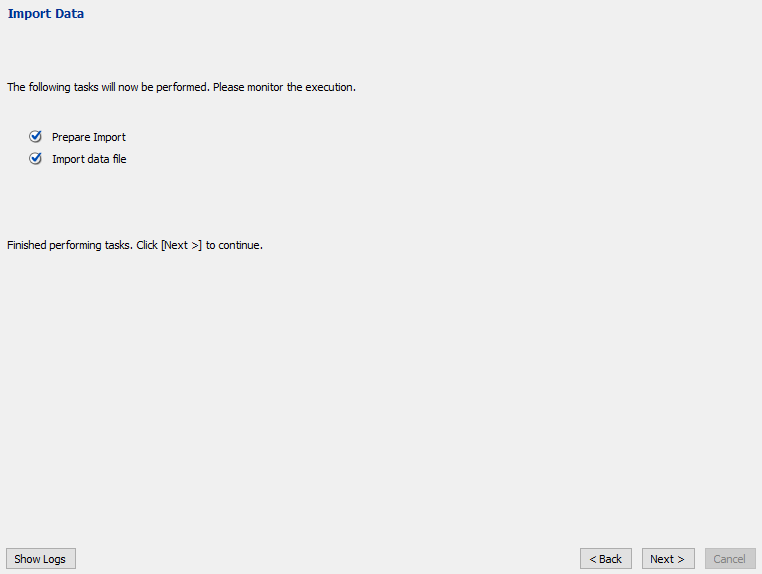 Import Data
The following tasks will now be performed. Please monitor the execution.
Prepare Import
Import data file
Finished performing tasks. Click [Next >] to continue.
Show Logs
< Back
Next >
Cancel